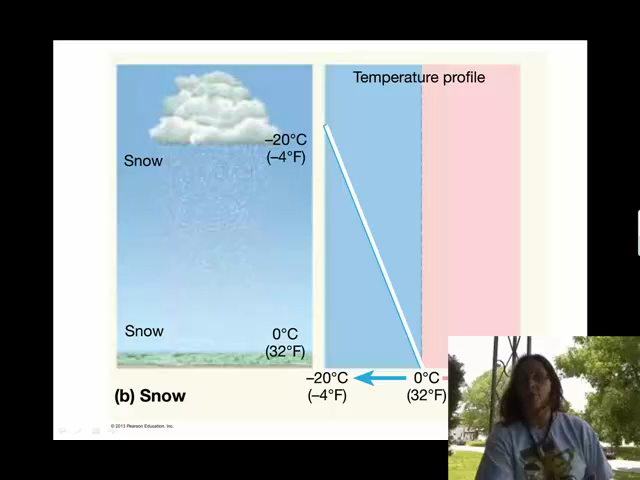 Temperature profile
–20°C
(–4°F)
Snow
Snow
0°C
(32°F)
–20°C
(–4°F)
0°C
(32°F)
(b) Snow
© 2013 Pearson Education, Inc.